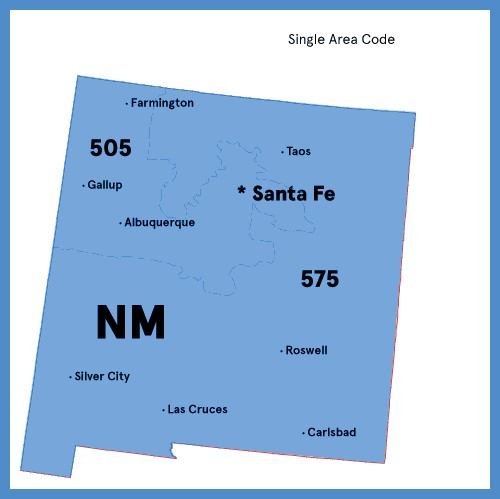 Single Area Code
Farmington
505
Taos
Gallup
* Santa Fe
Albuquerque
575
NM
Roswell
Silver City
Las Cruces
Carlsbad